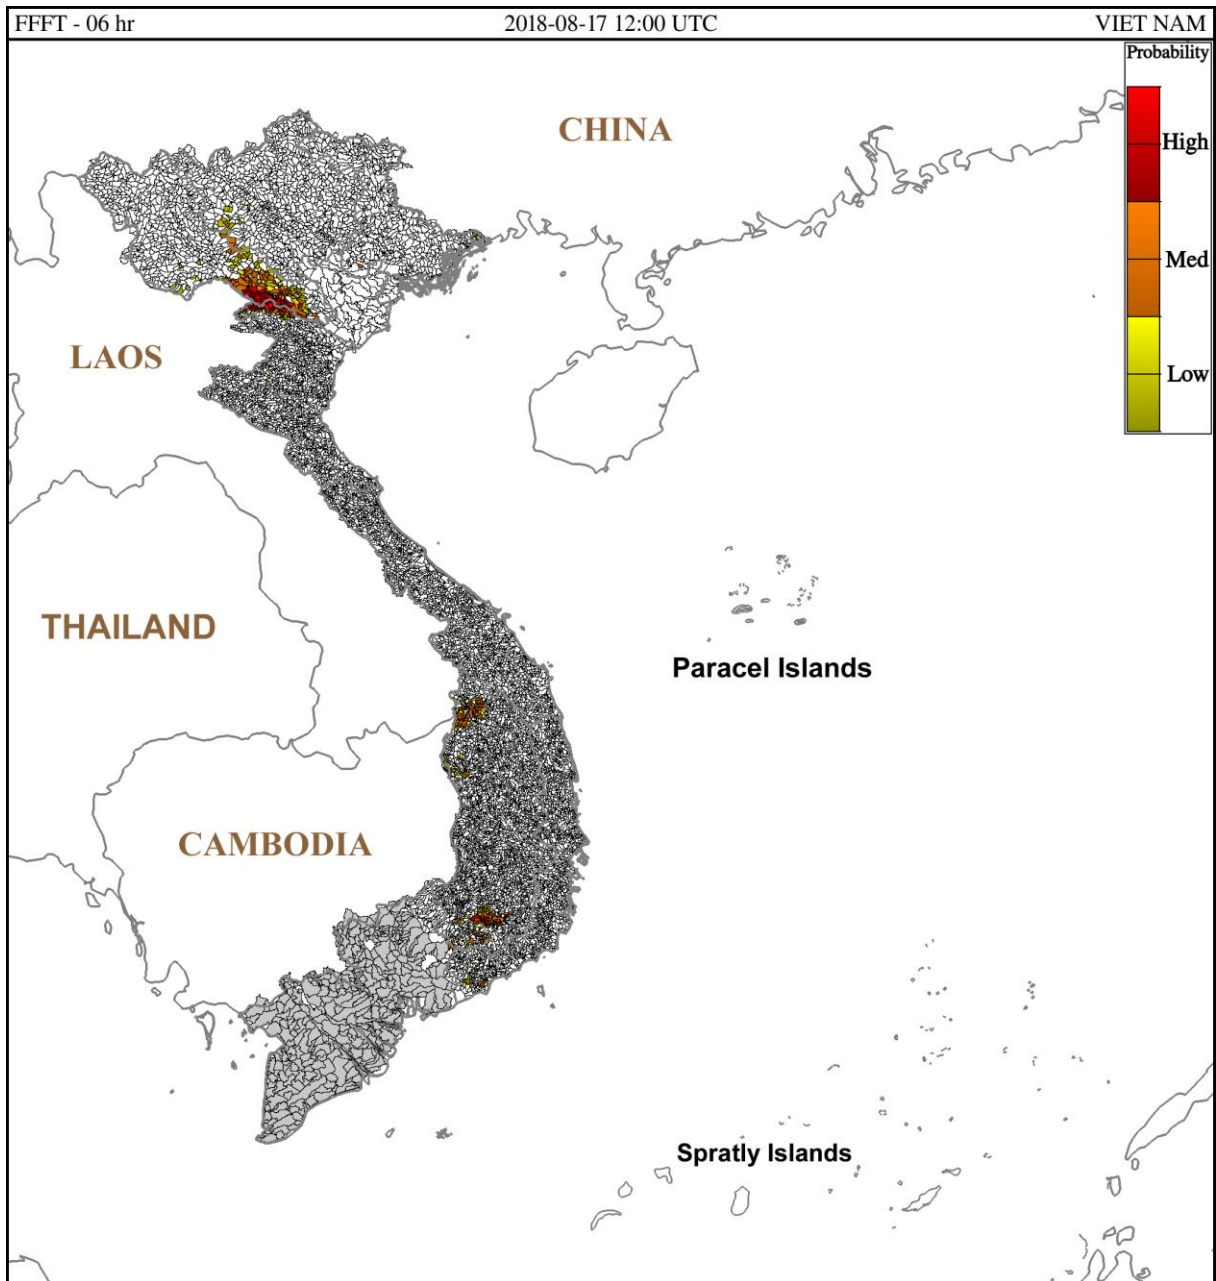 FFFT - 06 hr
2018-08-17 12:00 UTC
VIET NAM
Probability
CHINA
High
Med
LAOS
Low
THAILAND
Paracel Islands
CAMBODIA
Spratly Islands